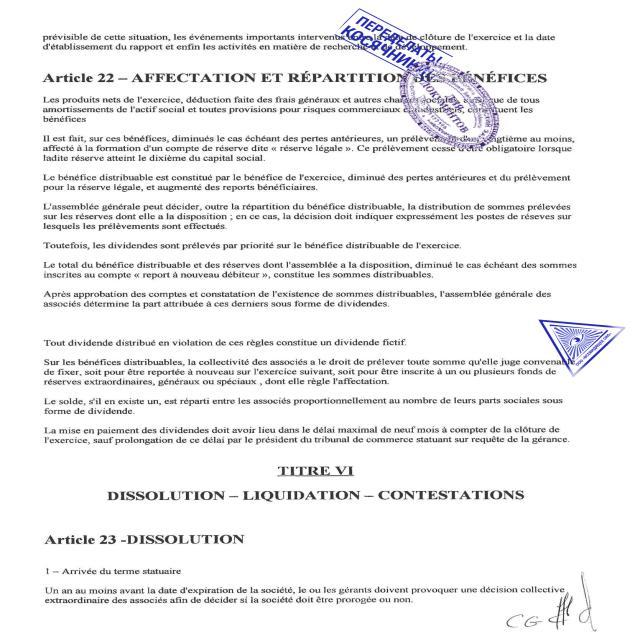 prévisible de cette situation, les événements importants intervenus entre la date de clôture de l'exercice et la date
d'établissement du rapport et enfin les activités en matière de recherche et de développement.
ПЕРЕДЕЛАТЬ!
КОСЯЧНИКИ
Article 22 – AFFECTATION ET RÉPARTITION DES BÉNÉFICES
Les produits nets de l'exercice, déduction faite des frais généraux et autres charges sociales, ainsi que de tous
amortissements de l'actif social et toutes provisions pour risques commerciaux et industriels, constituent les
bénéfices
Il est fait, sur ces bénéfices, diminués le cas échéant des pertes antérieures, un prélèvement d'un vingtième au moins,
affecté à la formation d'un compte de réserve dite « réserve légale ». Ce prélèvement cesse d'être obligatoire lorsque
ladite réserve atteint le dixième du capital social.
Le bénéfice distribuable est constitué par le bénéfice de l'exercice, diminué des pertes antérieures et du prélèvement
pour la réserve légale, et augmenté des reports bénéficiaires.
L'assemblée générale peut décider, outre la répartition du bénéfice distribuable, la distribution de sommes prélevées
sur les réserves dont elle a la disposition ; en ce cas, la décision doit indiquer expressément les postes de réseves sur
lesquels les prélèvements sont effectués.
Toutefois, les dividendes sont prélevés par priorité sur le bénéfice distribuable de l'exercice.
Le total du bénéfice distribuable et des réserves dont l'assemblée a la disposition, diminué le cas échéant des sommes
inscrites au compte « report à nouveau débiteur », constitue les sommes distribuables.
Après approbation des comptes et constatation de l'existence de sommes distribuables, l'assemblée générale des
associés détermine la part attribuée à ces derniers sous forme de dividendes.
Tout dividende distribué en violation de ces règles constitue un dividende fictif.
Sur les bénéfices distribuables, la collectivité des associés a le droit de prélever toute somme qu'elle juge convenable
de fixer, soit pour être reportée à nouveau sur l'exercice suivant, soit pour être inscrite à un ou plusieurs fonds de
réserves extraordinaires, généraux ou spéciaux , dont elle règle l'affectation.
Le solde, s'il en existe un, est réparti entre les associés proportionnellement au nombre de leurs parts sociales sous
forme de dividende.
La mise en paiement des dividendes doit avoir lieu dans le délai maximal de neuf mois à compter de la clôture de
l'exercice, sauf prolongation de ce délai par le président du tribunal de commerce statuant sur requête de la gérance.
TITRE VI
DISSOLUTION – LIQUIDATION – CONTESTATIONS
Article 23 -DISSOLUTION
1 – Arrivée du terme statuaire
Un an au moins avant la date d'expiration de la société, le ou les gérants doivent provoquer une décision collective
extraordinaire des associés afin de décider si la société doit être prorogée ou non.
CG